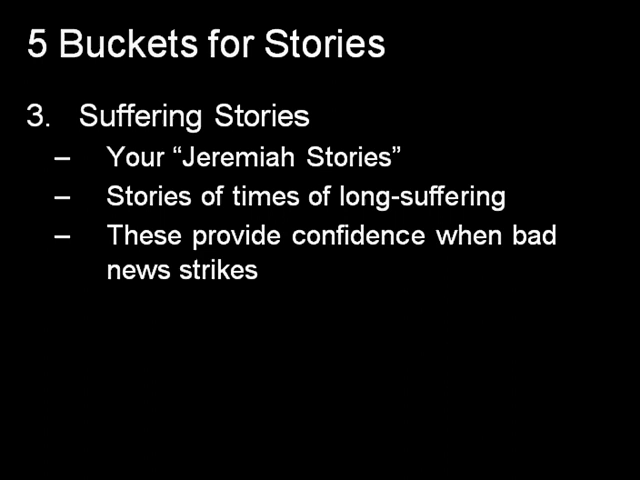 5 Buckets for Stories
3. Suffering Stories
– Your “Jeremiah Stories”
– Stories of times of long-suffering
– These provide confidence when bad
news strikes